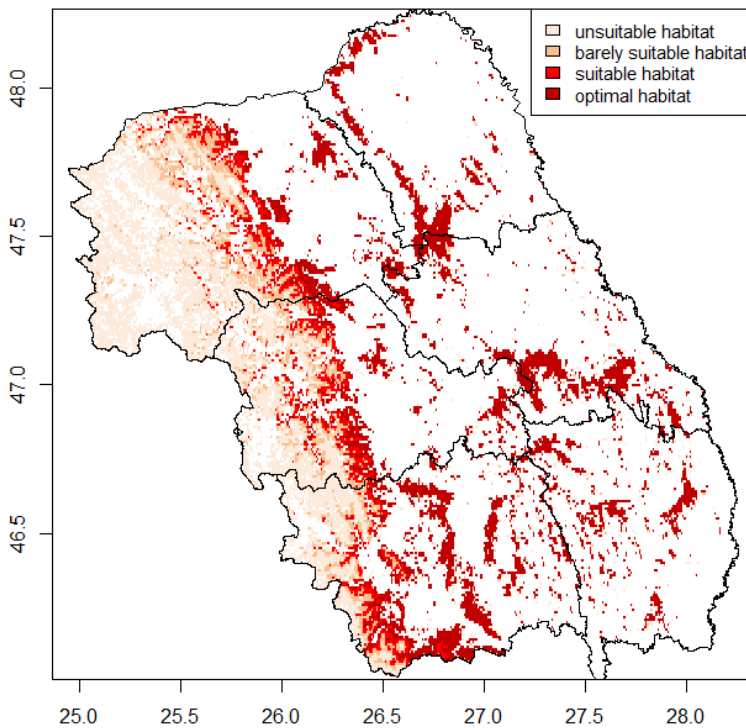 unsuitable habitat
barely suitable habitat
suitable habitat
optimal habitat
48.0
47.5
47.0
46.5
25.0 25.5 26.0 26.5 27.0 27.5 28.0